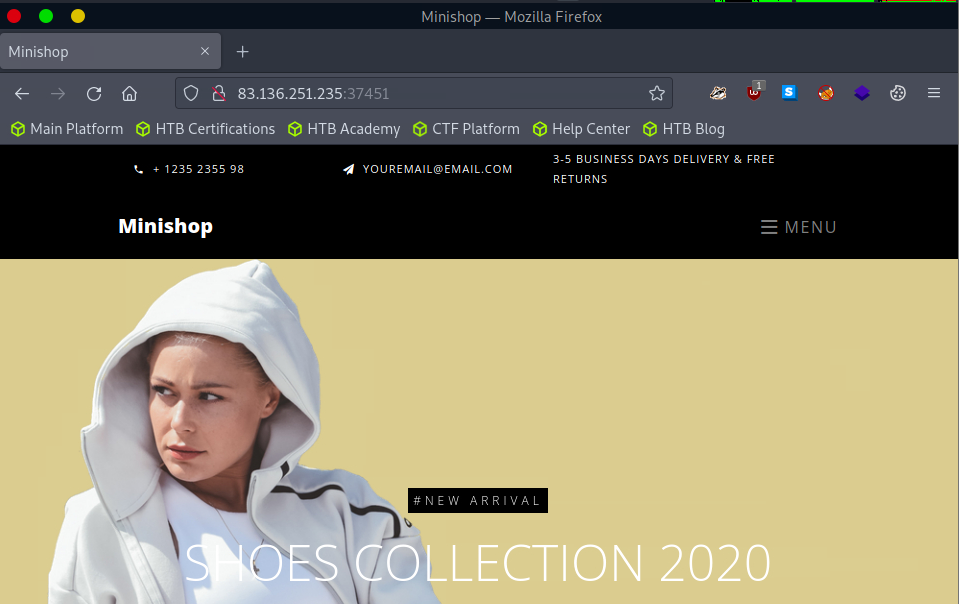 Minishop — Mozilla Firefox
Minishop
83.136.251.235:37451
1
Main Platform HTB Certifications HTB Academy CTF Platform Help Center HTB Blog
+ 1235 2355 98 YOUREMAIL@EMAIL.COM 3-5 BUSINESS DAYS DELIVERY & FREE
RETURNS
Minishop MENU
#NEW ARRIVAL
SHOES COLLECTION 2020